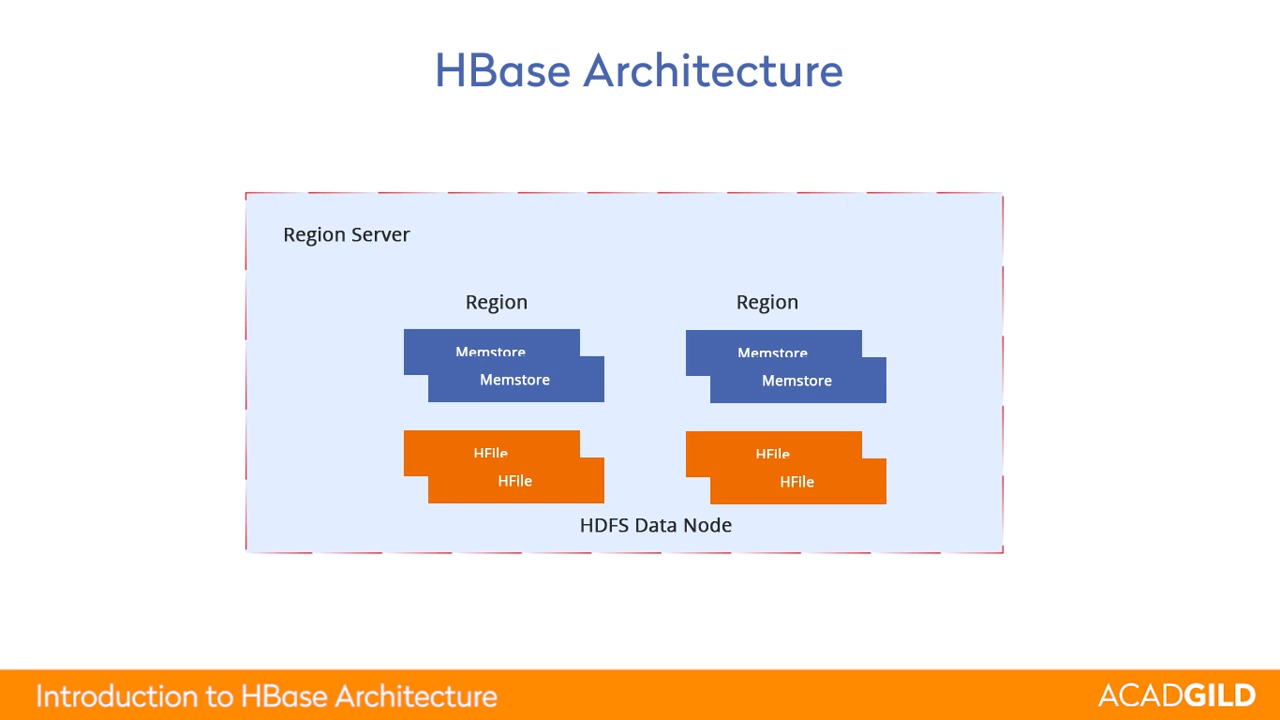 HBase Architecture
Region Server
Region
Region
Memstore
Memstore
Memstore
Memstore
HFile
HFile
HFile
HFile
HDFS Data Node
Introduction to HBase Architecture
ACADGILD